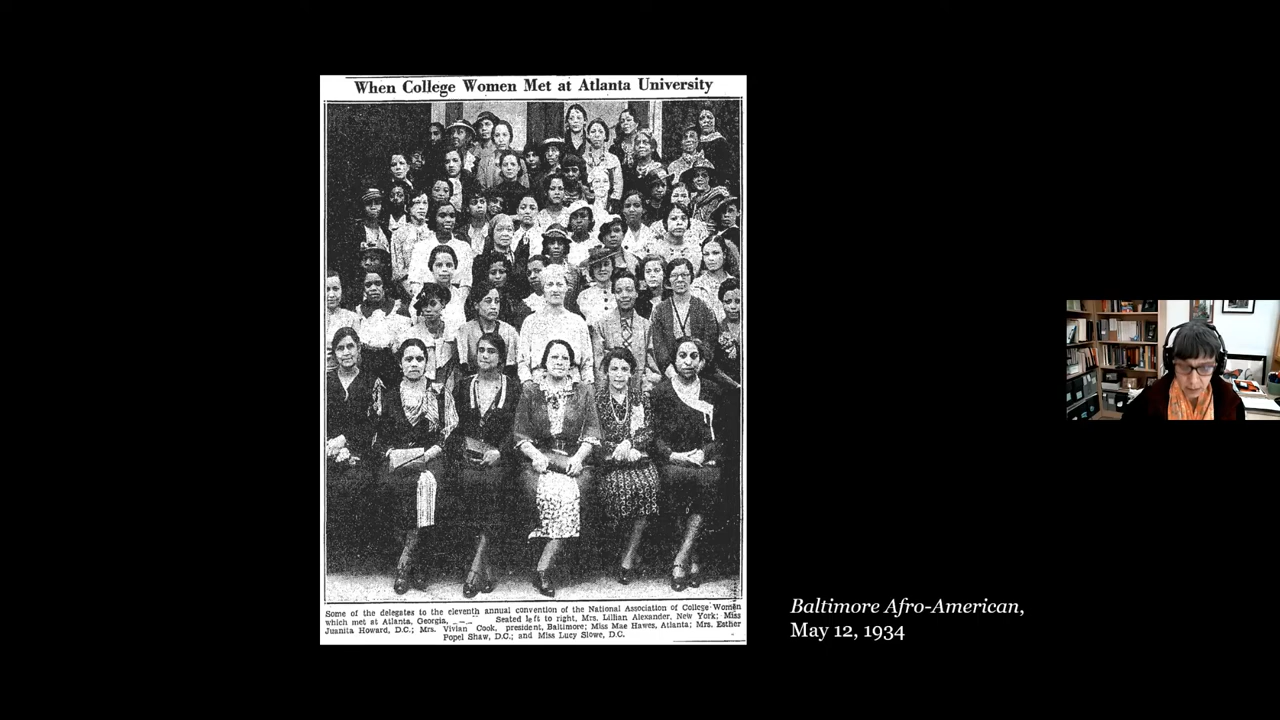 When College Women Met at Atlanta University
Some of the delegates to the eleventh annual convention of the National Association of College Women
which met at Atlanta, Georgia, Seated left to right, Mrs. Lillian Alexander, New York; Miss
Juanita Howard, D.C.; Mrs. Vivian Cook, president, Baltimore; Miss Mae Hawes, Atlanta; Mrs. Esther
Popel Shaw, D.C.; and Miss Lucy Slowe, D.C.
Baltimore Afro-American,
May 12, 1934